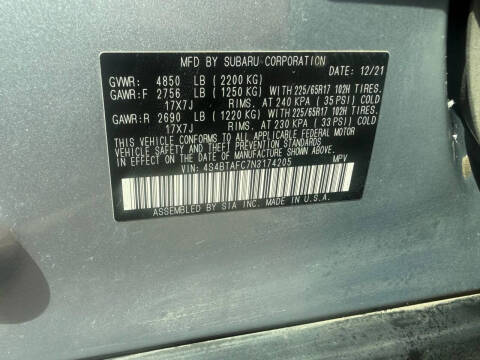 MFD BY SUBARU CORPORATION
DATE: 12/21
GVWR: 4850 LB (2200 KG)
GAWR:F 2756 LB (1250 KG) WITH 225/65R17 102H TIRES
17X7J RIMS, AT 240 KPA (35 PSI) COLD
GAWR:R 2690 LB (1220 KG) WITH 225/65R17 102H TIRES
17X7J RIMS, AT 230 KPA (33 PSI) COLD
THIS VEHICLE CONFORMS TO ALL APPLICABLE FEDERAL MOTOR
VEHICLE SAFETY, BUMPER, AND THEFT PREVENTION STANDARDS
IN EFFECT ON THE DATE OF MANUFACTURE SHOWN ABOVE.
VIN: 4S4BTAFC7N3174205 MPV
ASSEMBLED BY SIA INC. MADE IN U.S.A.